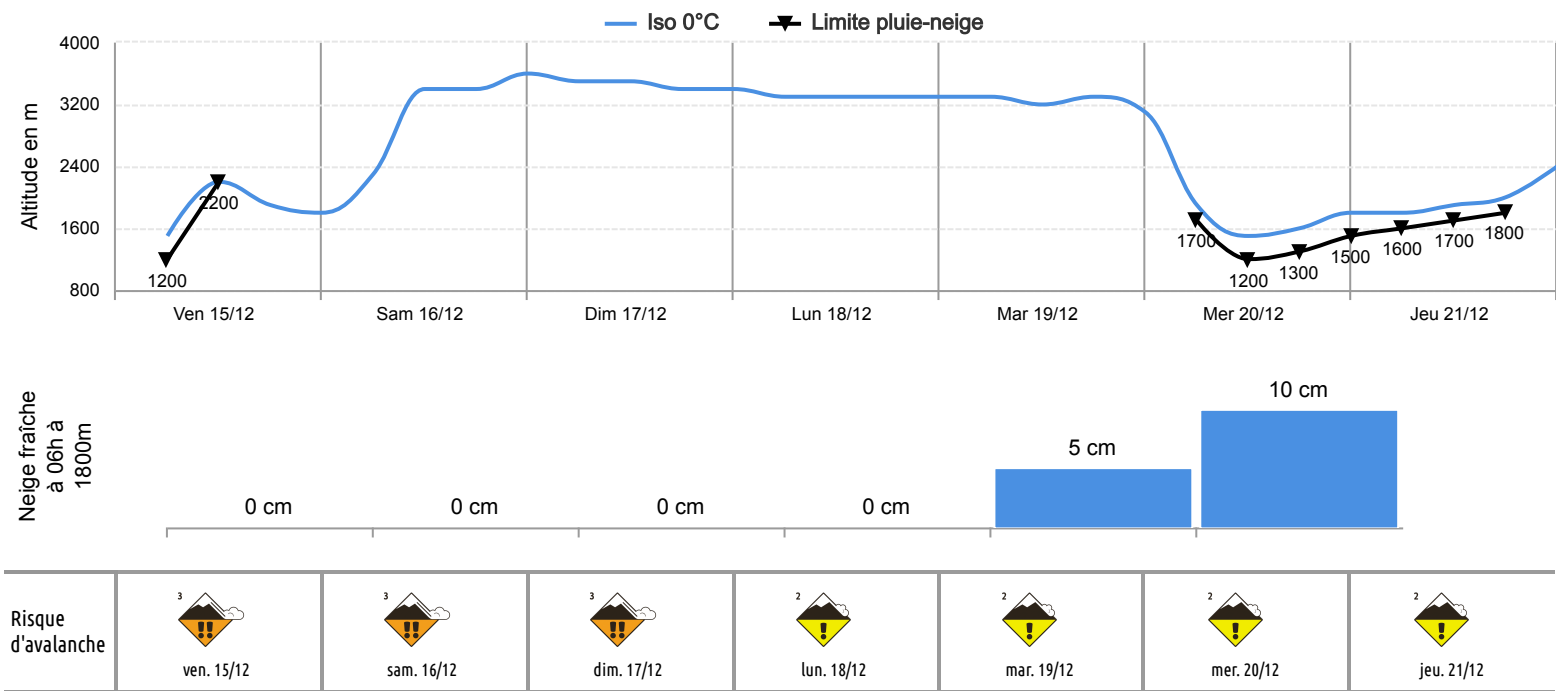 Iso 0°C
Limite pluie-neige
Altitude en m
4000
3200
2400
1600
800
1200
2200
1700
1200
1300
1500
1600
1700
1800
Ven 15/12
Sam 16/12
Dim 17/12
Lun 18/12
Mar 19/12
Mer 20/12
Jeu 21/12
Neige fraîche
à 06h à
1800m
0 cm
0 cm
0 cm
0 cm
5 cm
10 cm
Risque
d'avalanche
3
!!
ven. 15/12
3
!!
sam. 16/12
3
!!
dim. 17/12
2
!
lun. 18/12
2
!
mar. 19/12
2
!
mer. 20/12
2
!
jeu. 21/12